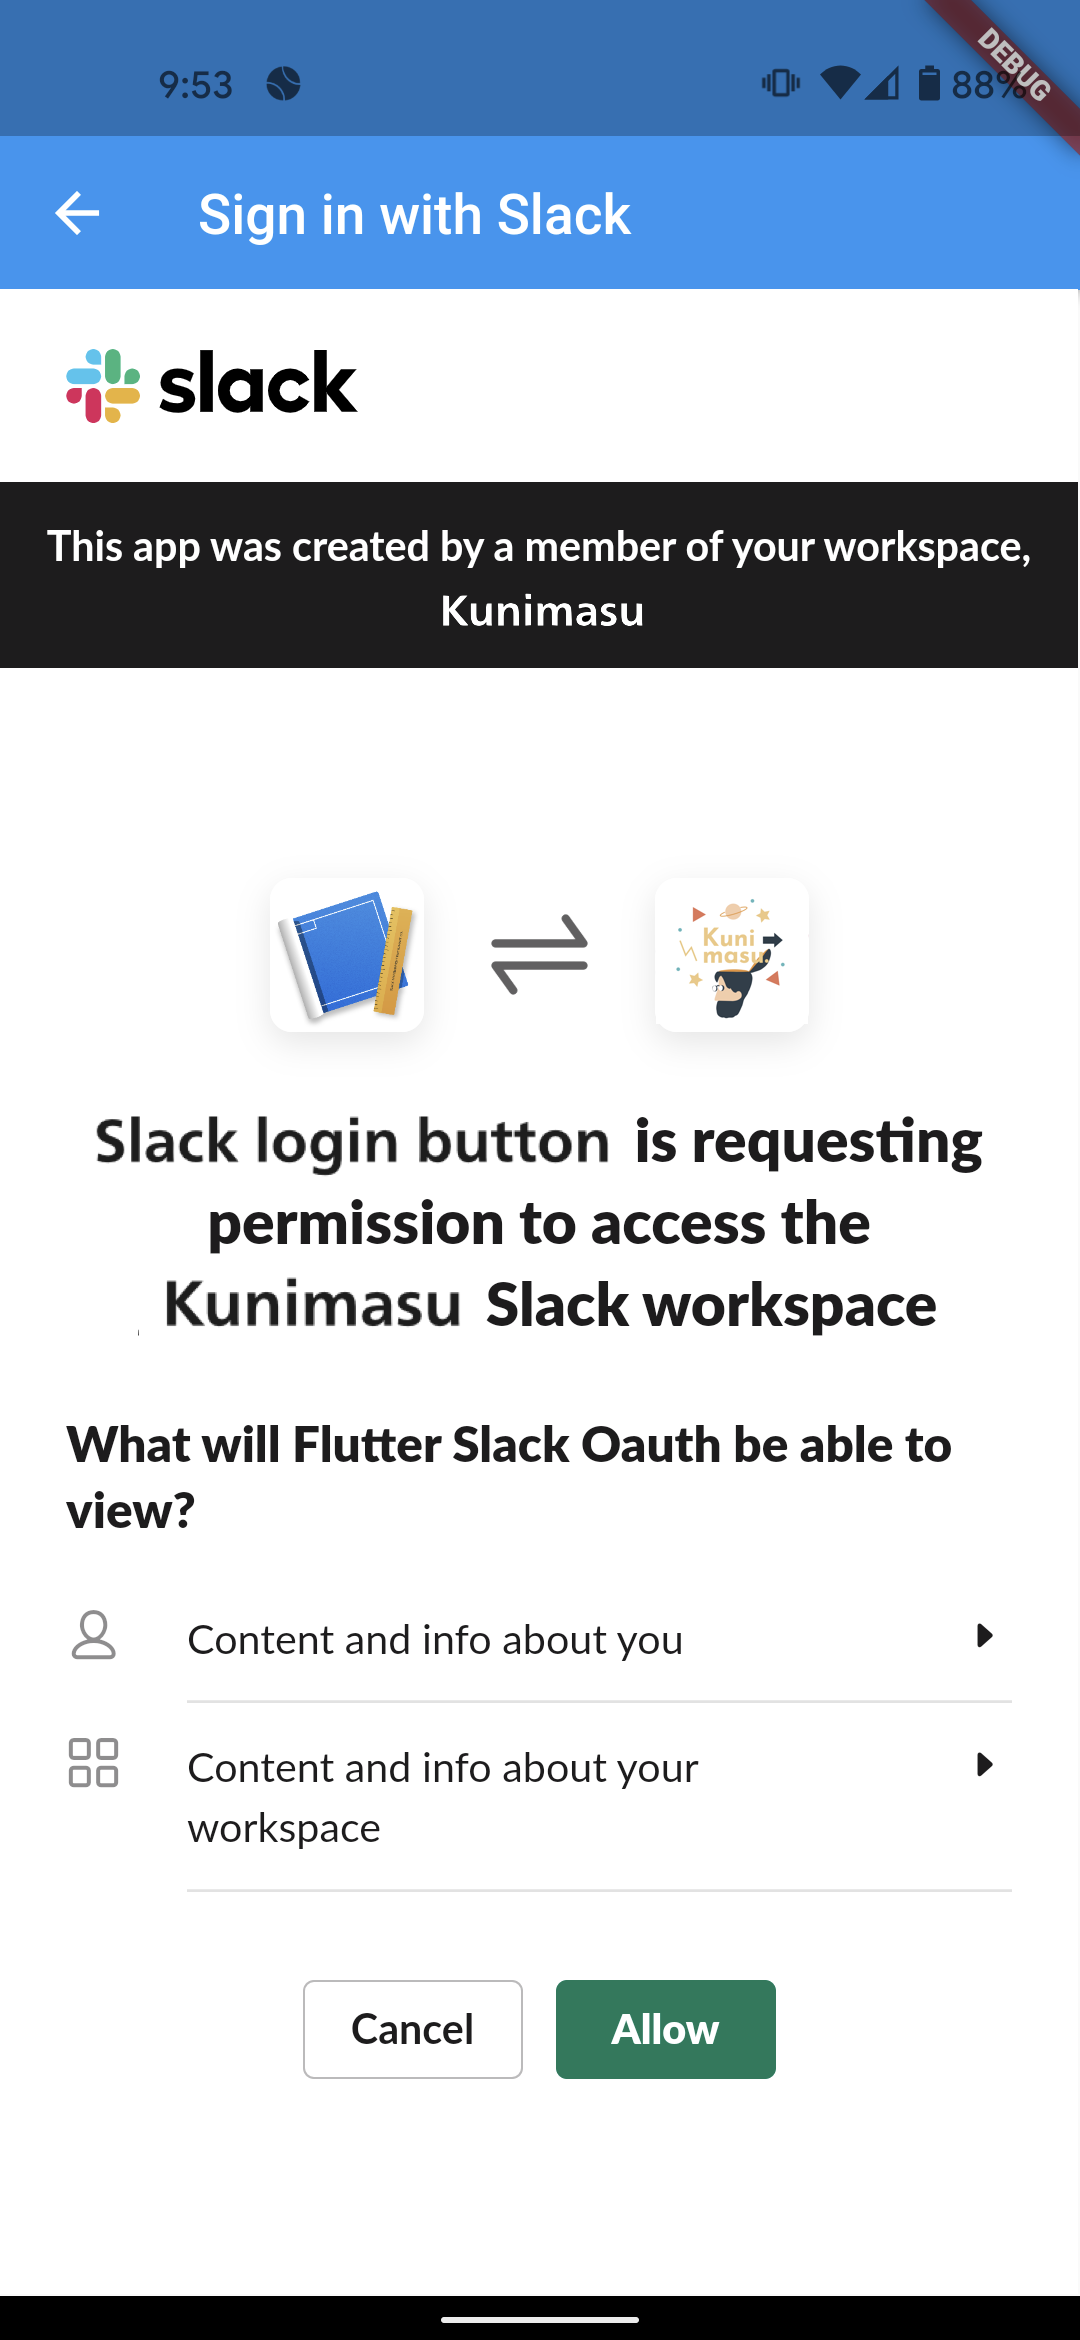 DEBUG
9:53
88%
Sign in with Slack
slack
This app was created by a member of your workspace,
Kunimasu
Kuni
masu
Slack login button is requesting
permission to access the
Kunimasu Slack workspace
What will Flutter Slack Oauth be able to
view?
Content and info about you
Content and info about your
workspace
Cancel
Allow